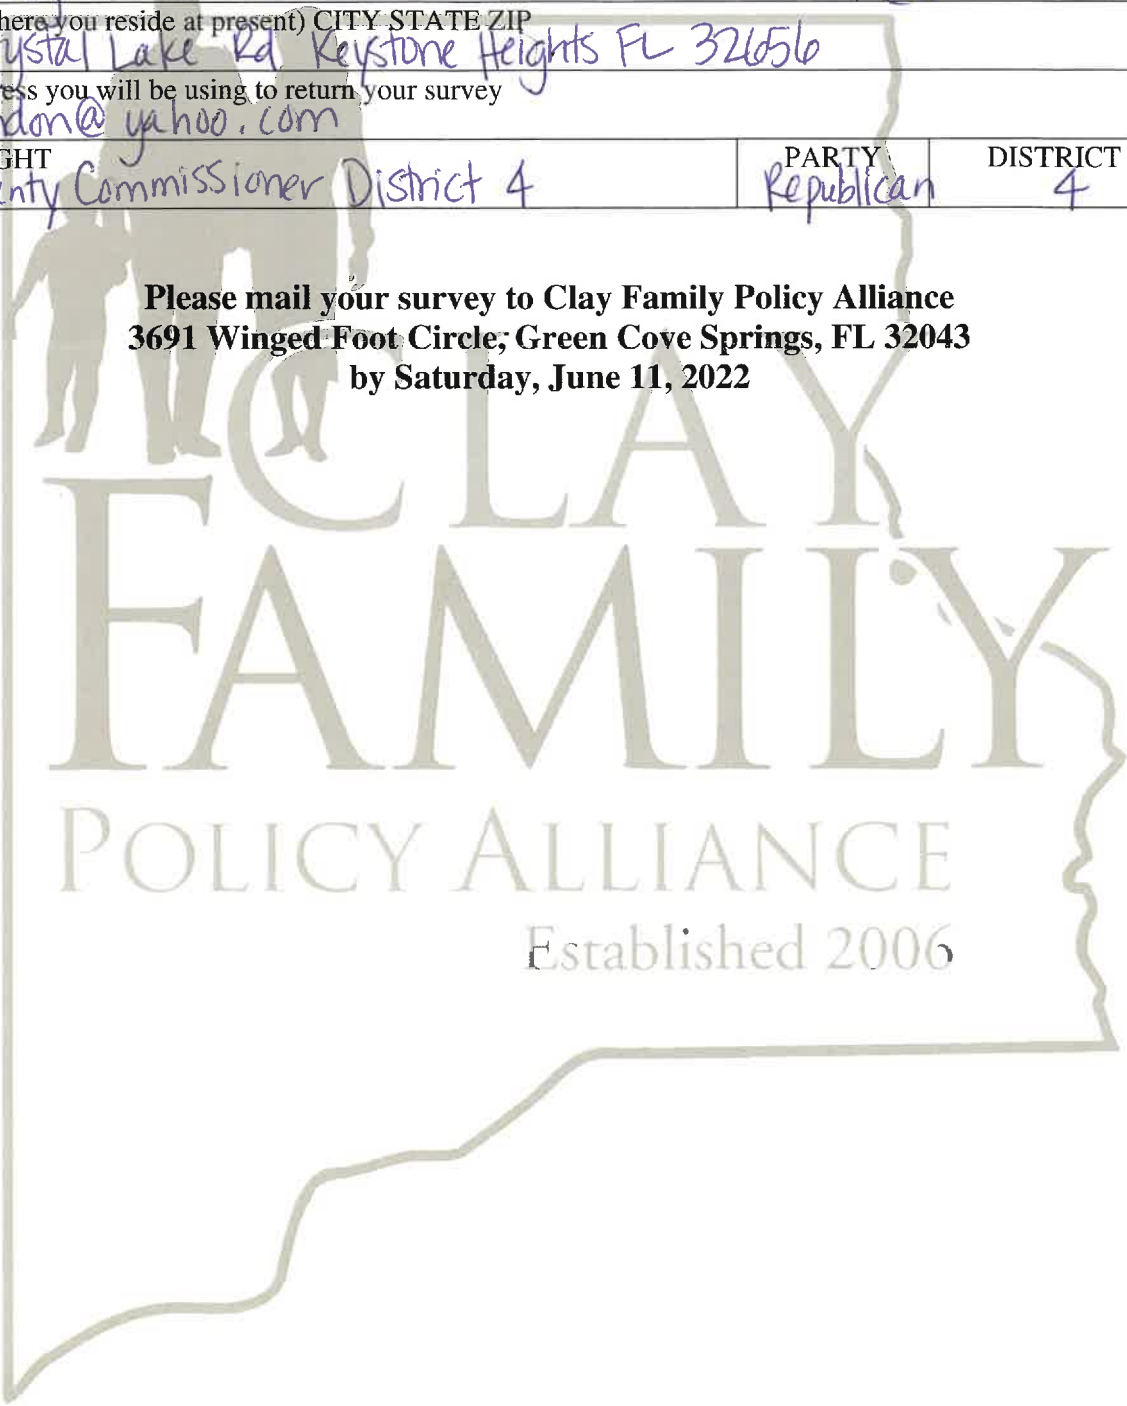 here you reside at present) CITY STATE ZIP
ystal Lake Rd Keystone Heights FL 32656
ess you will be using to return your survey
don@yahoo.com
GHT
nty Commissioner District 4
PARTY
Republican
DISTRICT
4
Please mail your survey to Clay Family Policy Alliance
3691 Winged Foot Circle, Green Cove Springs, FL 32043
by Saturday, June 11, 2022
CLAY
FAMILY
POLICY ALLIANCE
Established 2006